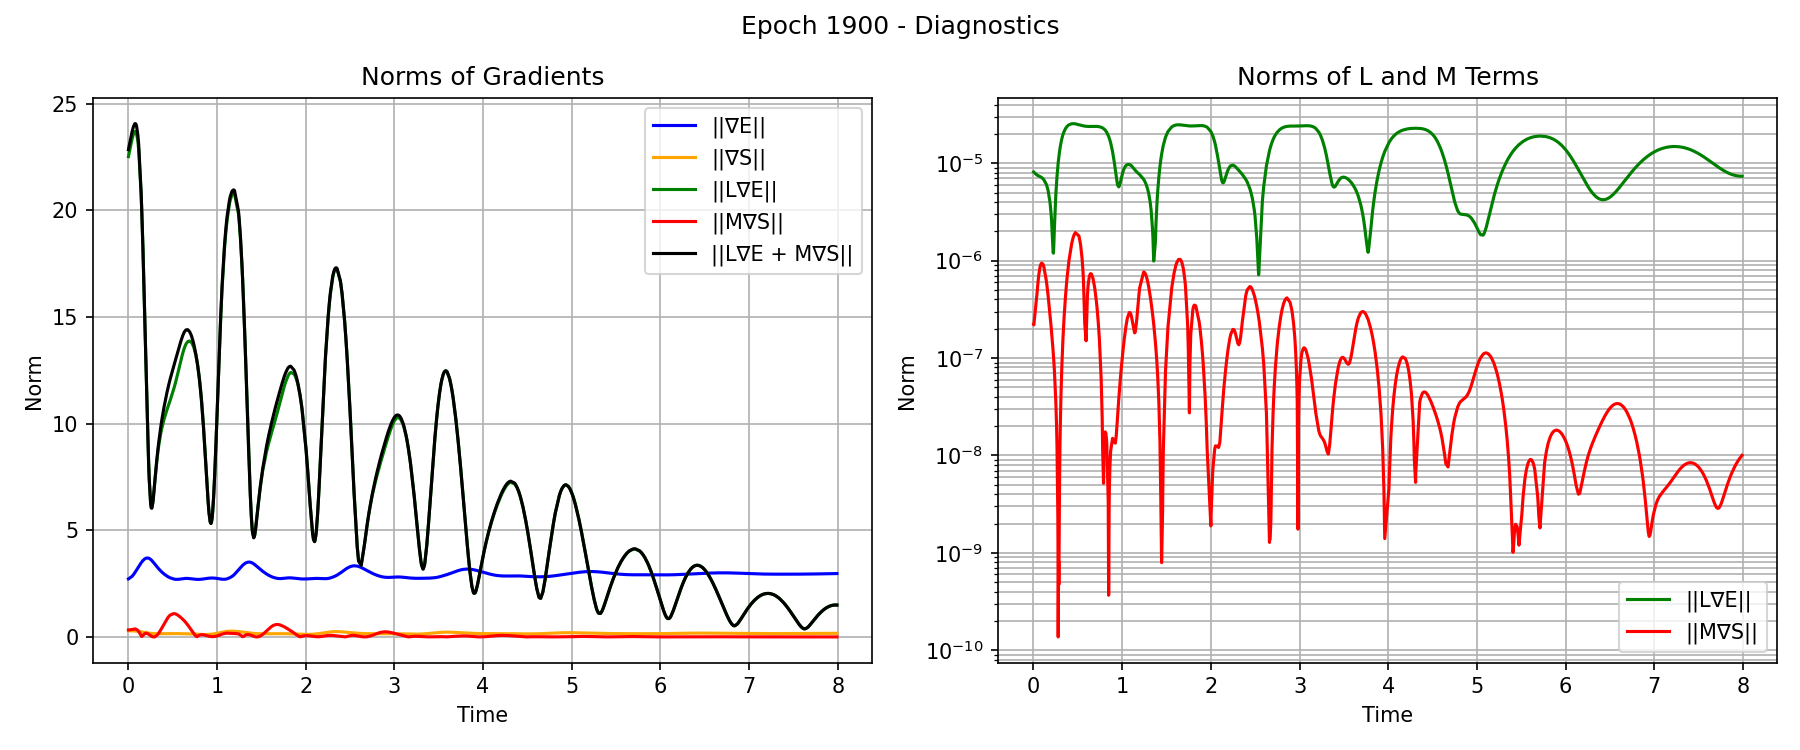 Epoch 1900 - Diagnostics
Norms of Gradients
Norm
25
20
15
10
5
0
0 1 2 3 4 5 6 7 8
Time
||∇E||
||∇S||
||L∇E||
||M∇S||
||L∇E + M∇S||
Norms of L and M Terms
Norm
10⁻⁵
10⁻⁶
10⁻⁷
10⁻⁸
10⁻⁹
10⁻¹⁰
0 1 2 3 4 5 6 7 8
Time
||L∇E||
||M∇S||